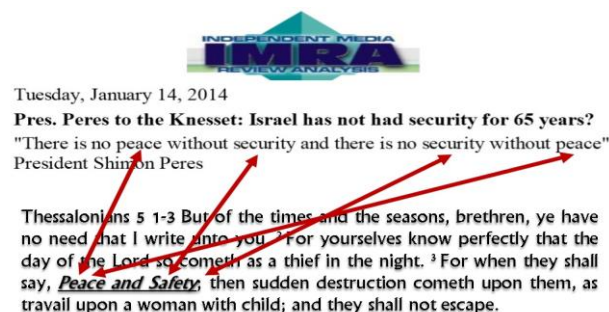 INDEPENDENT MEDIA
IMRA
REVIEW ANALYSIS
Tuesday, January 14, 2014
Pres. Peres to the Knesset: Israel has not had security for 65 years?
"There is no peace without security and there is no security without peace"
President Shimon Peres
Thessalonians 5 1-3 But of the times and the seasons, brethren, ye have
no need that I write unto you. ² For yourselves know perfectly that the
day of the Lord so cometh as a thief in the night. ³ For when they shall
say, Peace and Safety; then sudden destruction cometh upon them, as
travail upon a woman with child; and they shall not escape.